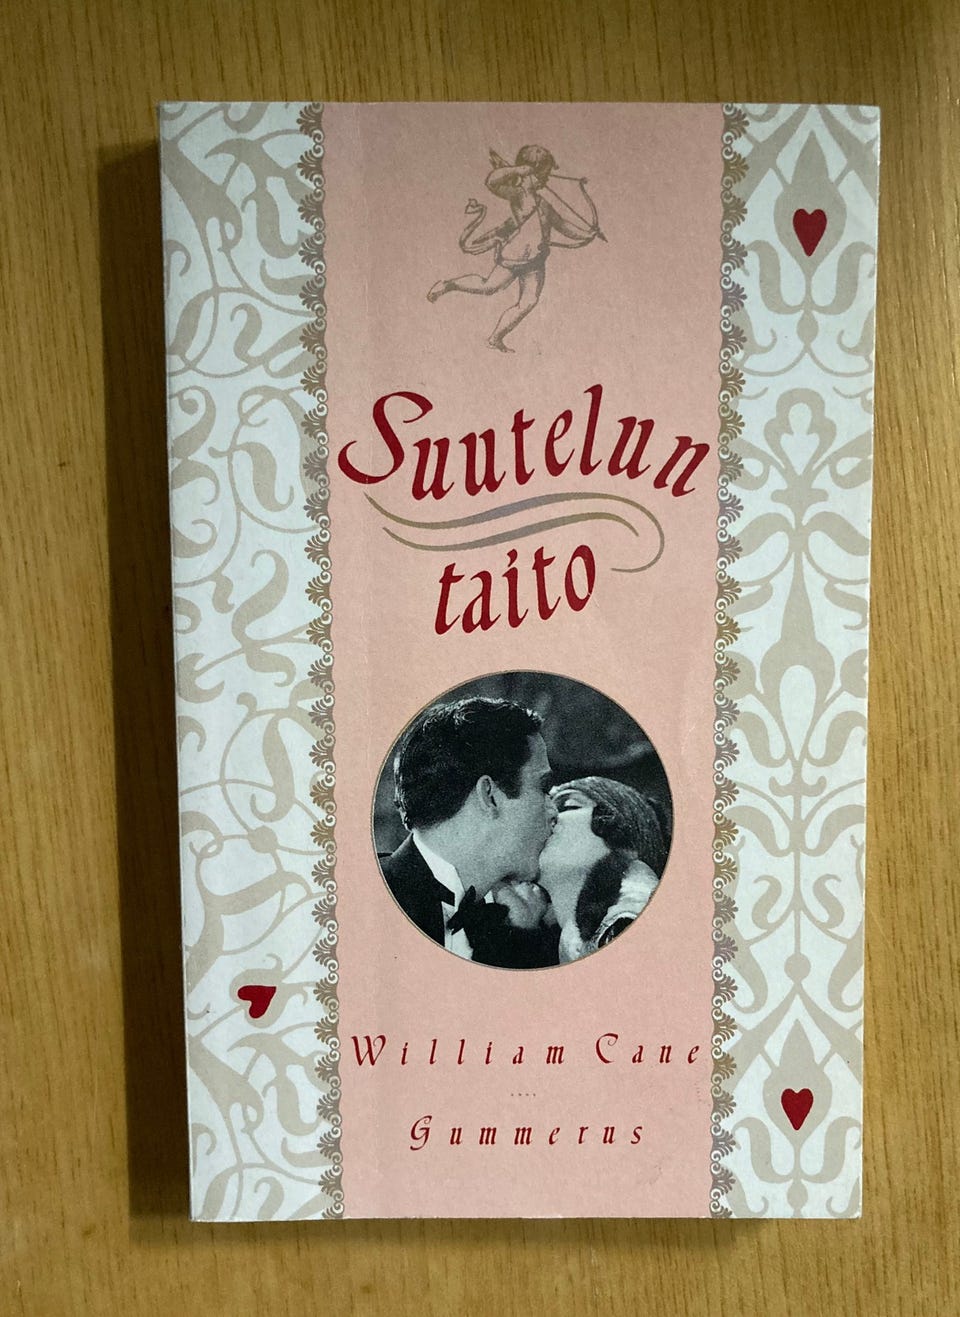 Suutelun
taito
William Cane
Gummerus